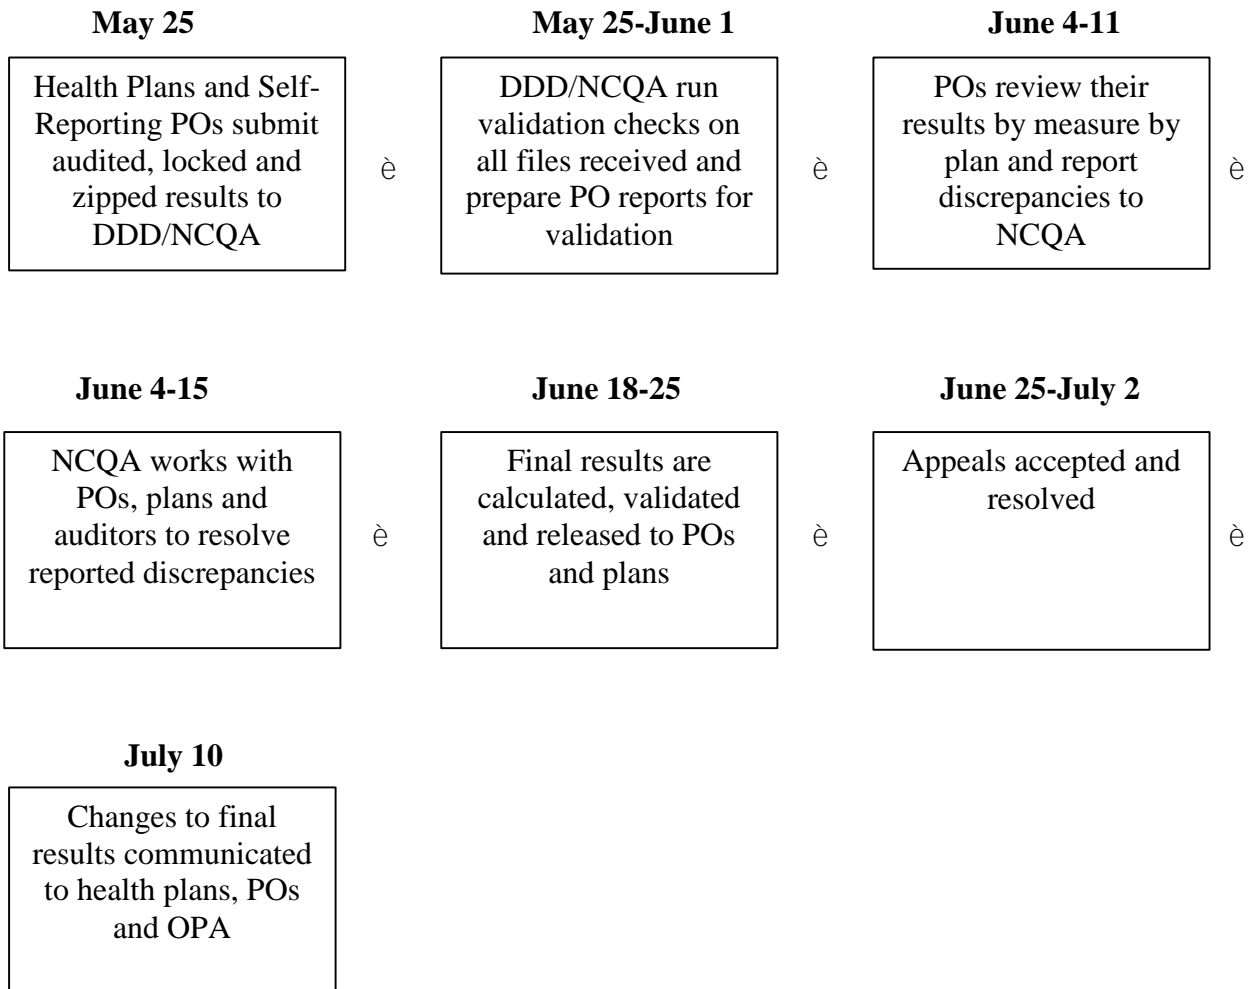 May 25
Health Plans and Self-
Reporting POs submit
audited, locked and
zipped results to
DDD/NCQA
è
May 25-June 1
DDD/NCQA run
validation checks on
all files received and
prepare PO reports for
validation
è
June 4-11
POs review their
results by measure by
plan and report
discrepancies to
NCQA
è
June 4-15
NCQA works with
POs, plans and
auditors to resolve
reported discrepancies
è
June 18-25
Final results are
calculated, validated
and released to POs
and plans
è
June 25-July 2
Appeals accepted and
resolved
è
July 10
Changes to final
results communicated
to health plans, POs
and OPA